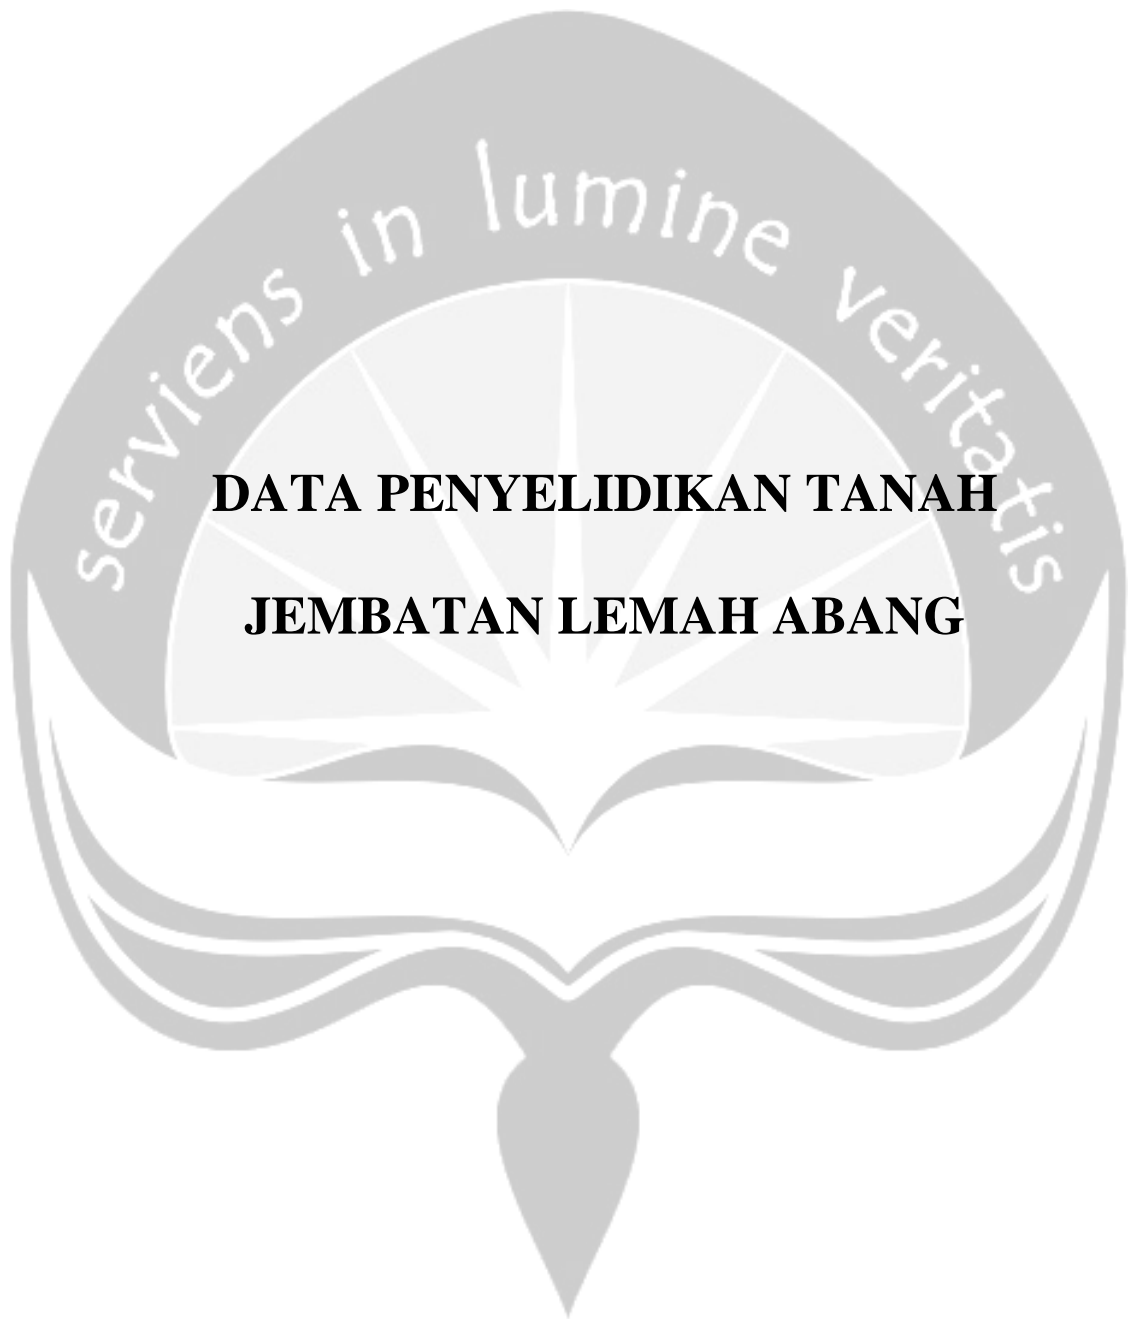 serviens in lumine veritatis
DATA PENYELIDIKAN TANAH
JEMBATAN LEMAH ABANG